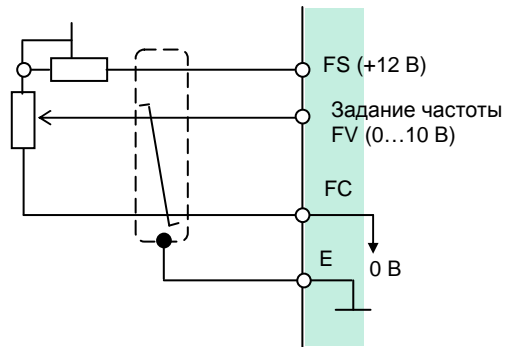 FS (+12 В)
Задание частоты
FV (0…10 В)
FC
E
0 В